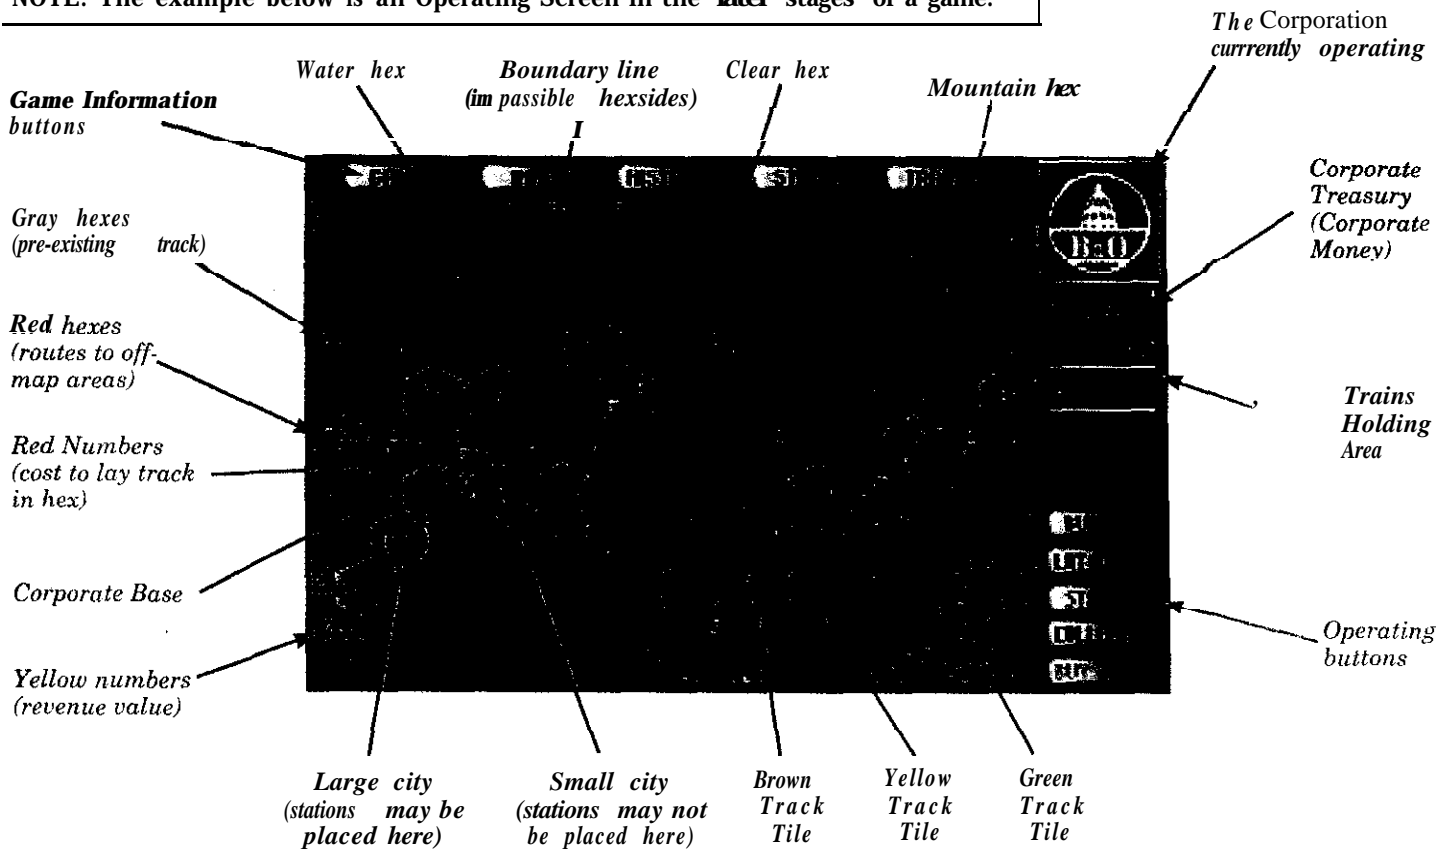 NOTE: The example below is an Operating Screen in the later stages of a game.
The Corporation
currrently operating
Water hex
Boundary line
(im passible hexsides)
Clear hex
Mountain hex
Game Information
buttons
Corporate
Treasury
(Corporate
Money)
Gray hexes
(pre-existing track)
Red hexes
(routes to off-
map areas)
Trains
Holding
Area
Red Numbers
(cost to lay track
in hex)
Corporate Base
Operating
buttons
Yellow numbers
(revenue value)
Large city
(stations may be
placed here)
Small city
(stations may not
be placed here)
Brown
Track
Tile
Yellow
Track
Tile
Green
Track
Tile